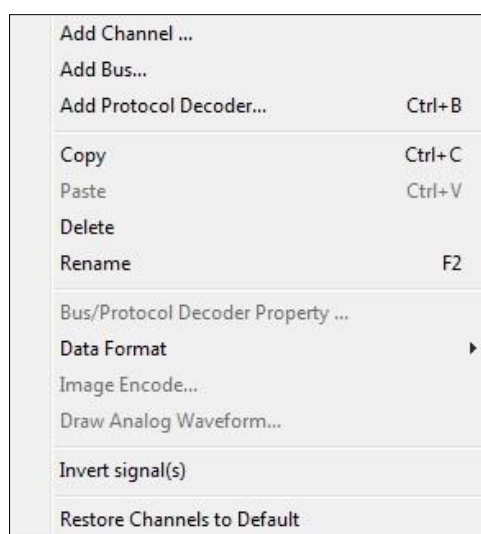 Add Channel ...
Add Bus...
Add Protocol Decoder... Ctrl+B
Copy Ctrl+C
Paste Ctrl+V
Delete
Rename F2
Bus/Protocol Decoder Property ...
Data Format
Image Encode...
Draw Analog Waveform...
Invert signal(s)
Restore Channels to Default